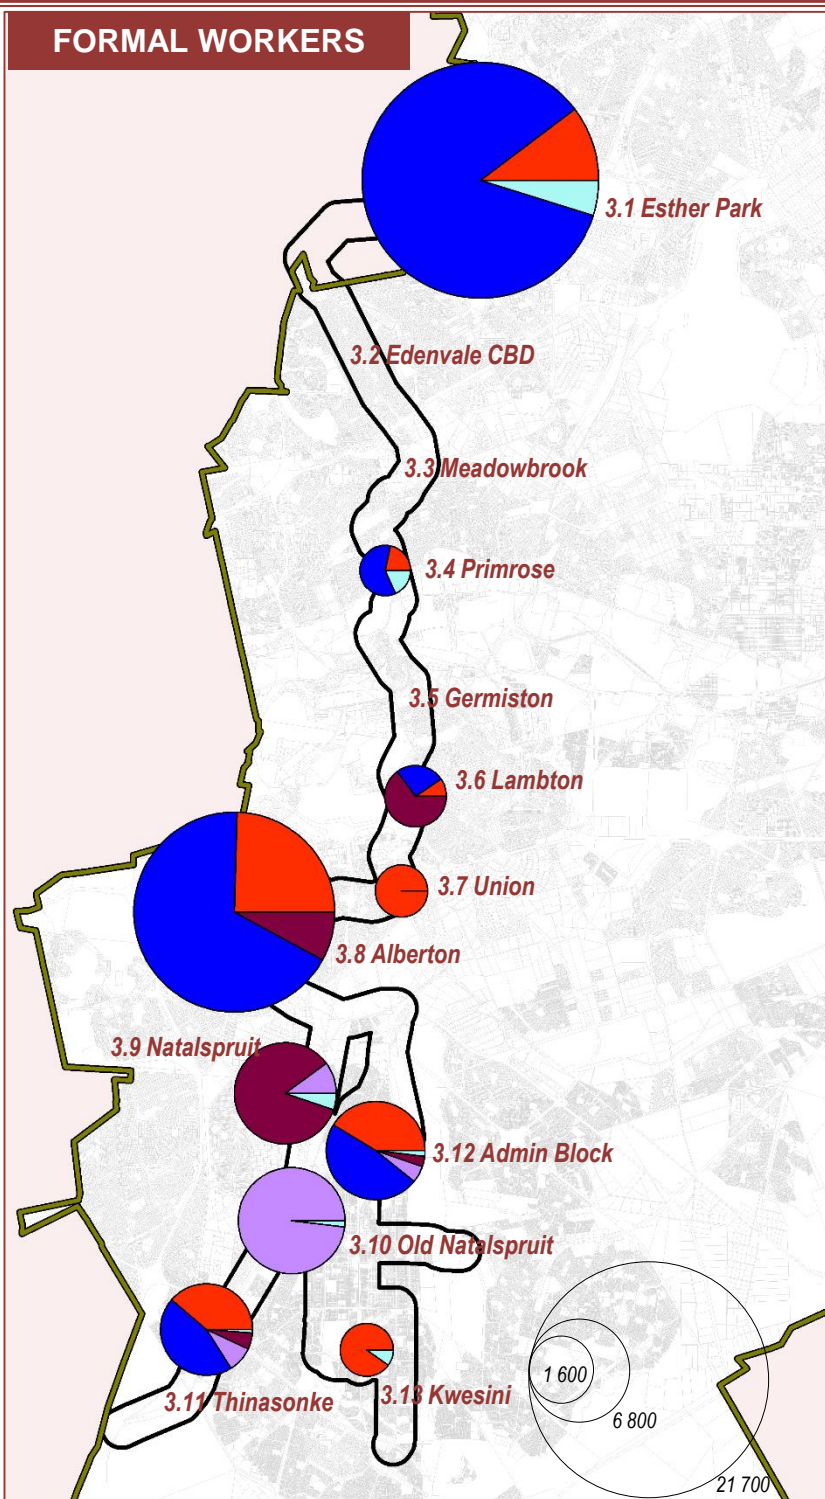 FORMAL WORKERS
3.1 Esther Park
3.2 Edenvale CBD
3.3 Meadowbrook
3.4 Primrose
3.5 Germiston
3.6 Lambton
3.7 Union
3.8 Alberton
3.9 Natalspruit
3.12 Admin Block
3.10 Old Natalspruit
3.11 Thinasonke
3.13 Kwesini
1 600
6 800
21 700